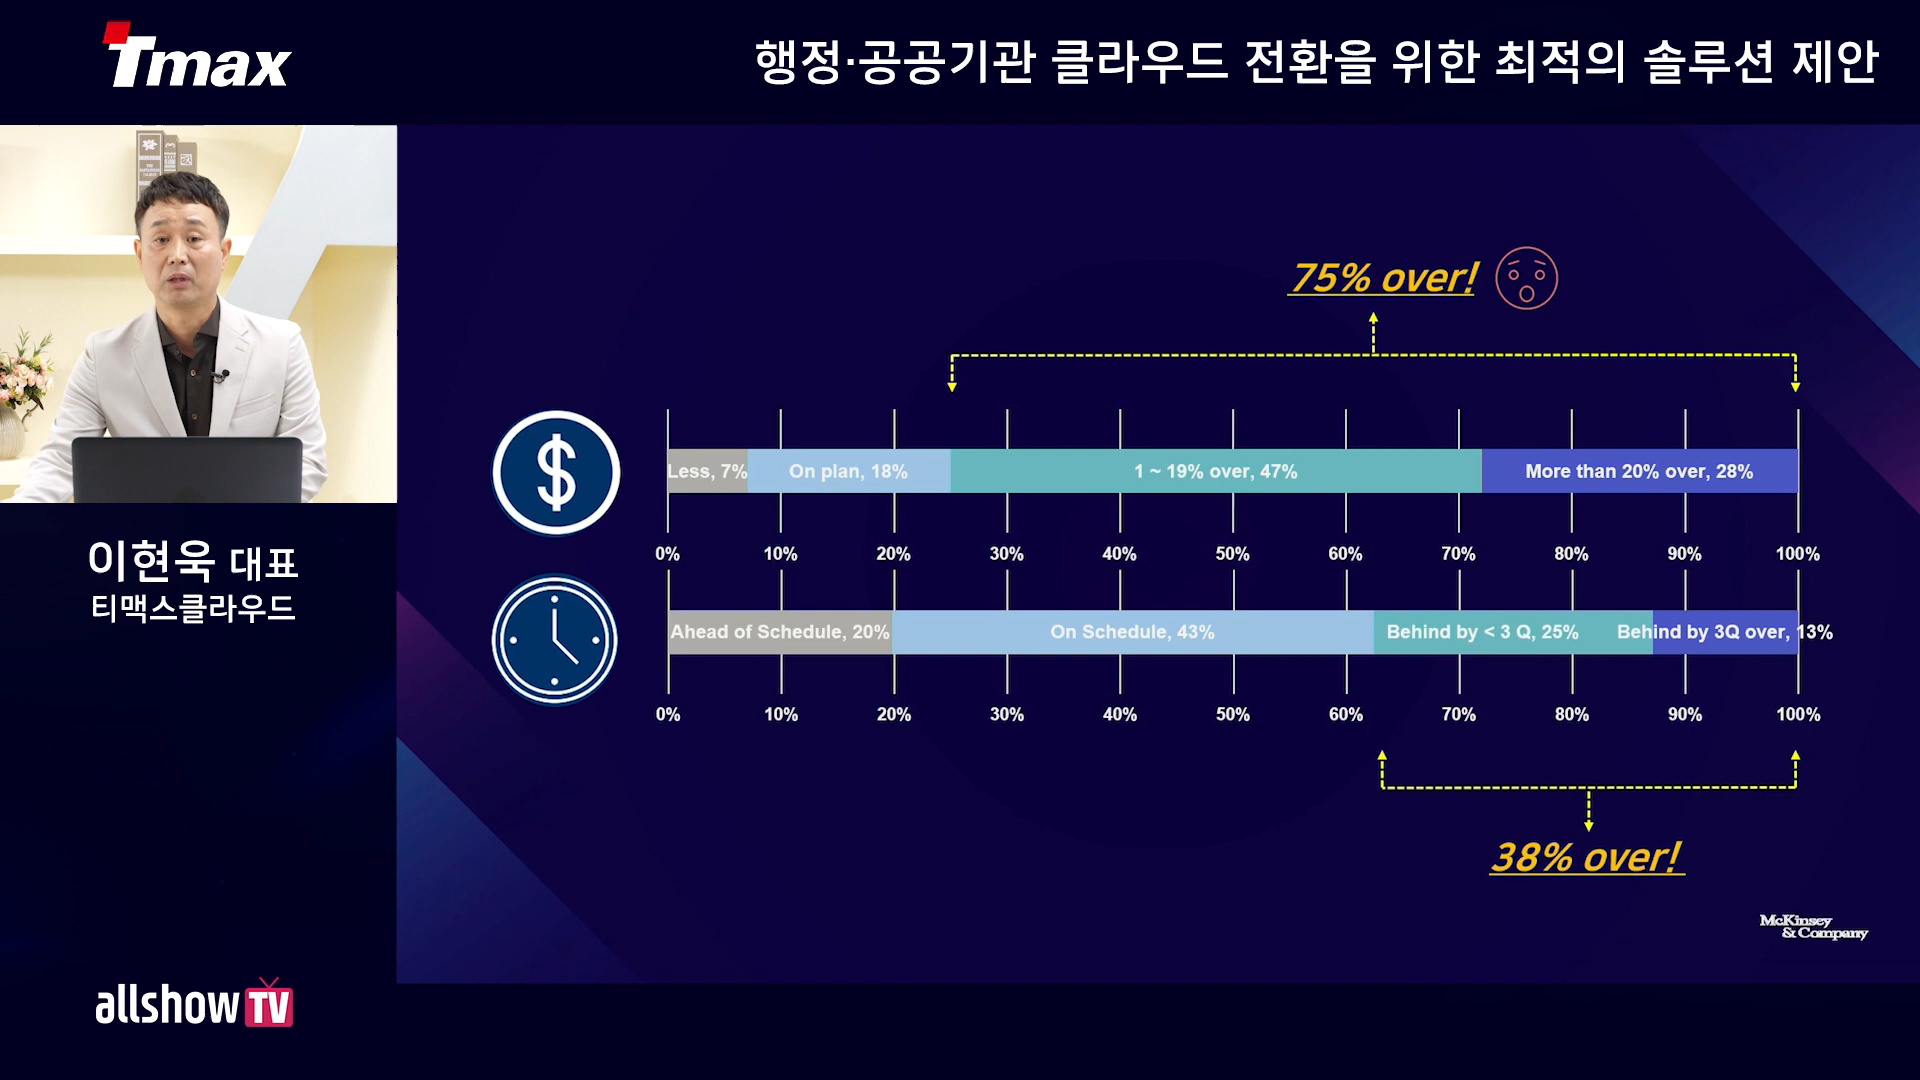 Tmax
행정·공공기관 클라우드 전환을 위한 최적의 솔루션 제안
75% over!
$
Less, 7%
On plan, 18%
1 ~ 19% over, 47%
More than 20% over, 28%
0% 10% 20% 30% 40% 50% 60% 70% 80% 90% 100%
Ahead of Schedule, 20%
On Schedule, 43%
Behind by < 3 Q, 25%
Behind by 3Q over, 13%
0% 10% 20% 30% 40% 50% 60% 70% 80% 90% 100%
38% over!
McKinsey
& Company
이현욱 대표
티맥스클라우드
allshow TV